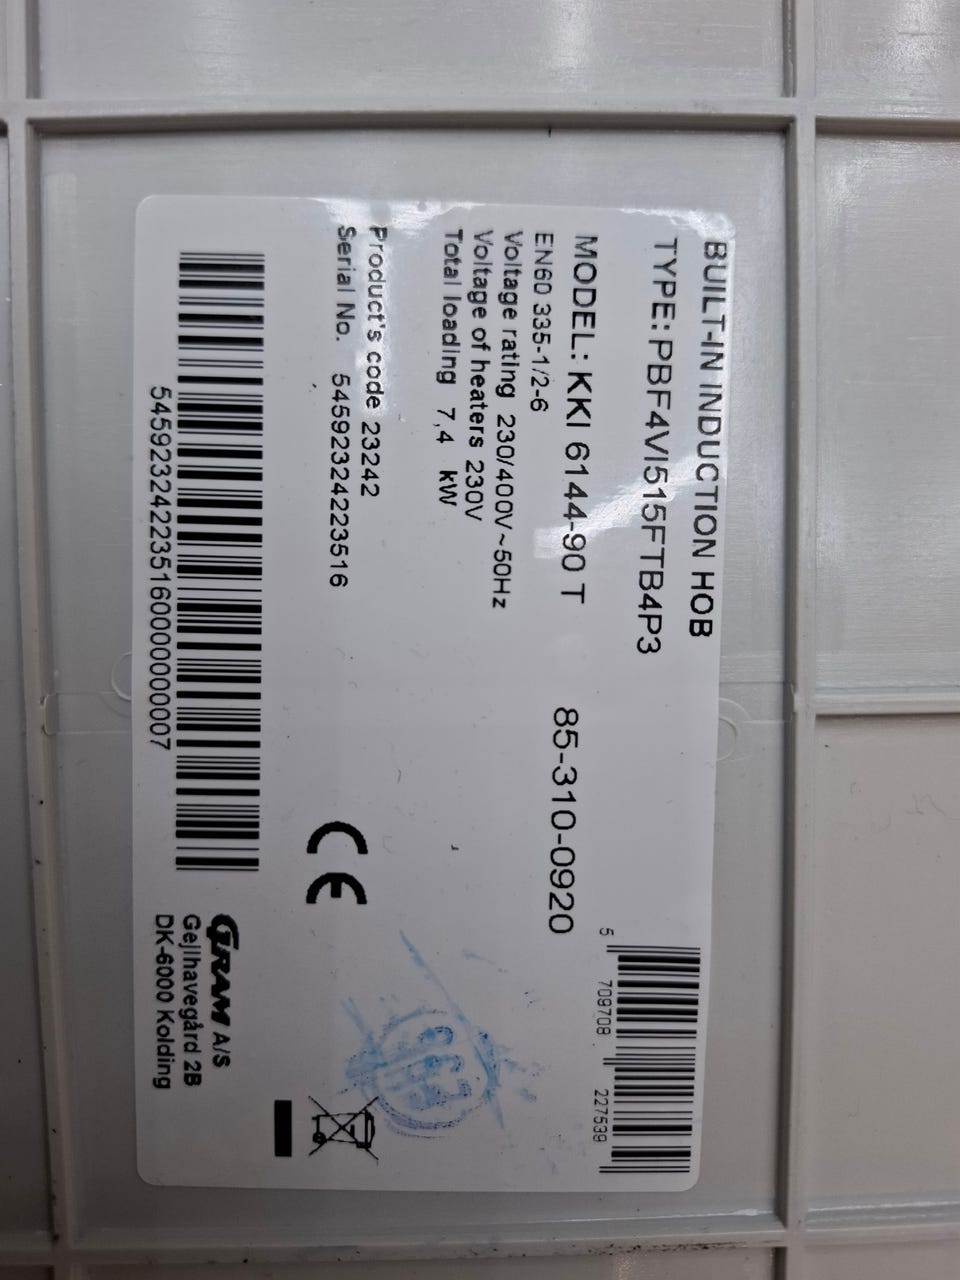 BUILT-IN INDUCTION HOB
TYPE: PBF4VI515FTB4P3
MODEL: KKI 6144-90 T 85-310-0920
EN60 335-1/2-6
Voltage rating 230/400V~50Hz
Voltage of heaters 230V
Total loading 7,4 kW
Product's code 23242
Serial No. 545923242223516
5459232422235160000000007
5 709708 227539
CE
GRAM A/S
Gejlhavegård 2B
DK-6000 Kolding